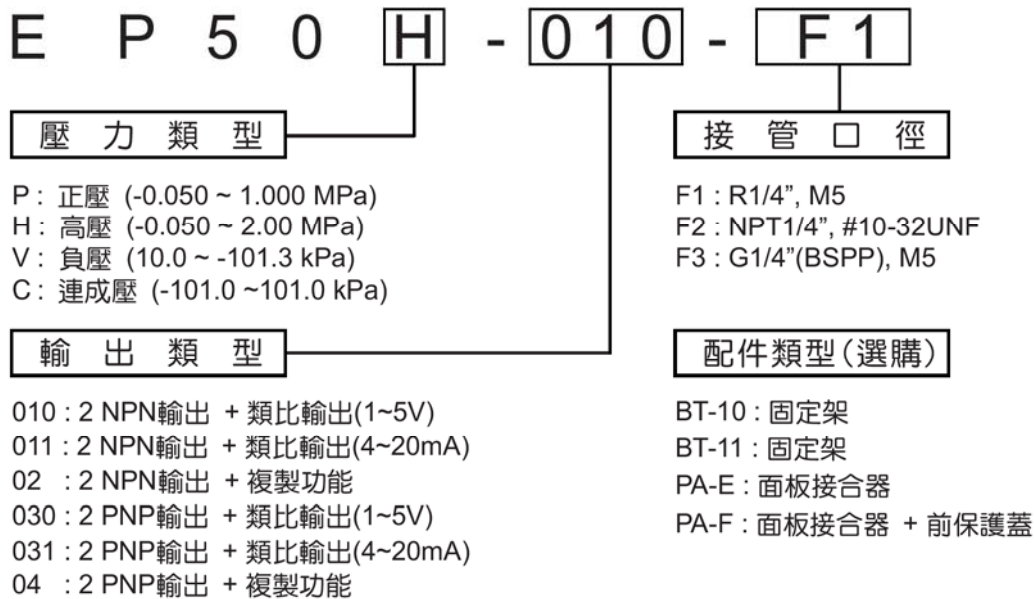 EP50H-010-F1
壓力類型
P : 正壓 (-0.050 ~ 1.000 MPa)
H : 高壓 (-0.050 ~ 2.00 MPa)
V : 負壓 (10.0 ~ -101.3 kPa)
C : 連成壓 (-101.0 ~101.0 kPa)
輸出類型
010 : 2 NPN輸出 + 類比輸出(1~5V)
011 : 2 NPN輸出 + 類比輸出(4~20mA)
02 : 2 NPN輸出 + 複製功能
030 : 2 PNP輸出 + 類比輸出(1~5V)
031 : 2 PNP輸出 + 類比輸出(4~20mA)
04 : 2 PNP輸出 + 複製功能
接管口徑
F1 : R1/4”, M5
F2 : NPT1/4”, #10-32UNF
F3 : G1/4”(BSPP), M5
配件類型(選購)
BT-10 : 固定架
BT-11 : 固定架
PA-E : 面板接合器
PA-F : 面板接合器 + 前保護蓋